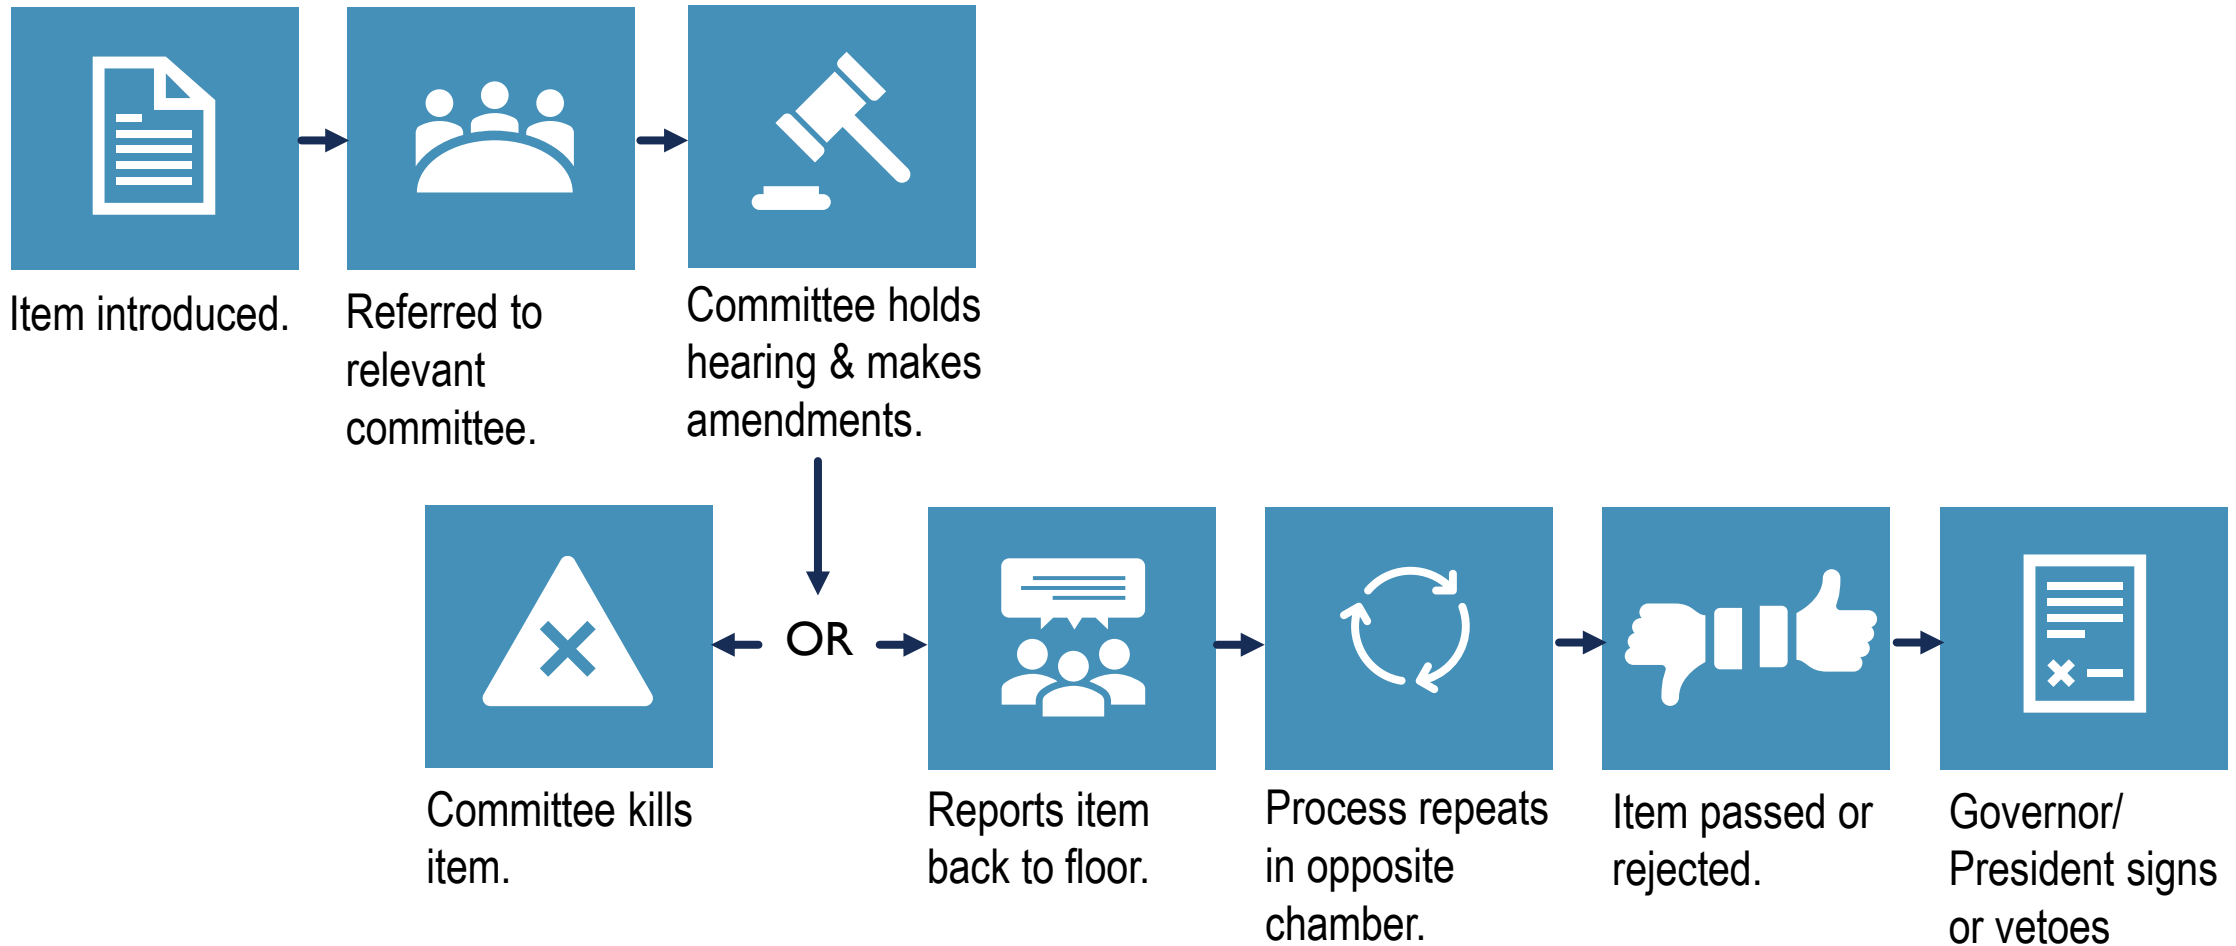 Item introduced.
Referred to
relevant
committee.
Committee holds
hearing & makes
amendments.
OR
Committee kills
item.
Reports item
back to floor.
Process repeats
in opposite
chamber.
Item passed or
rejected.
Governor/
President signs
or vetoes